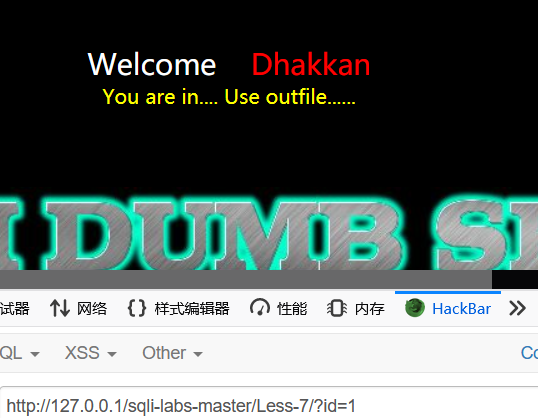 Welcome Dhakkan
You are in.... Use outfile......
I DUMB S
试器 网络 {} 样式编辑器 性能 内存 HackBar
QL XSS Other Co
http://127.0.0.1/sqli-labs-master/Less-7/?id=1